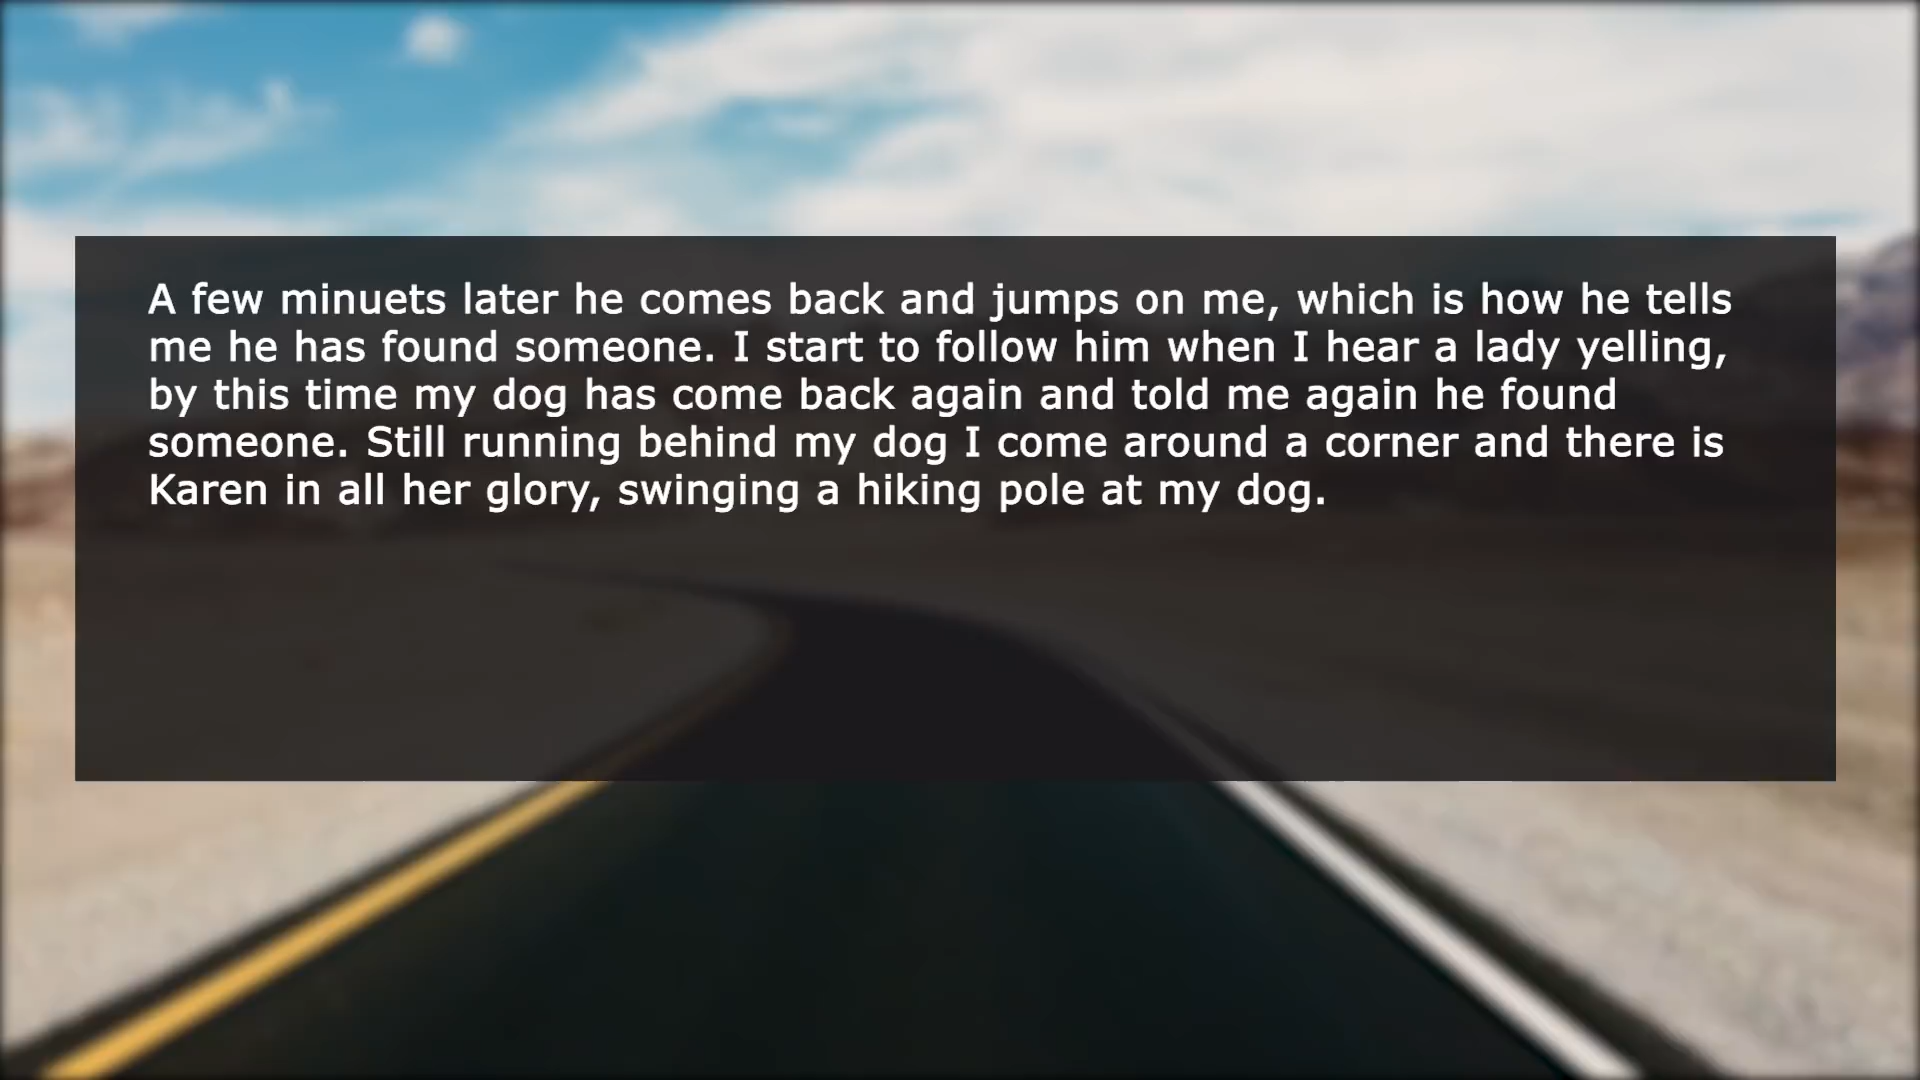 A few minuets later he comes back and jumps on me, which is how he tells
me he has found someone. I start to follow him when I hear a lady yelling,
by this time my dog has come back again and told me again he found
someone. Still running behind my dog I come around a corner and there is
Karen in all her glory, swinging a hiking pole at my dog.